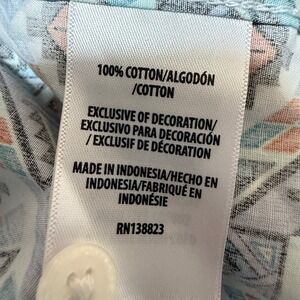 100% COTTON/ALGODÓN
/COTTON
EXCLUSIVE OF DECORATION/
EXCLUSIVO PARA DECORACIÓN
/ EXCLUSIF DE DÉCORATION
MADE IN INDONESIA/HECHO EN
INDONESIA/FABRIQUÉ EN
INDONÉSIE
RN138823